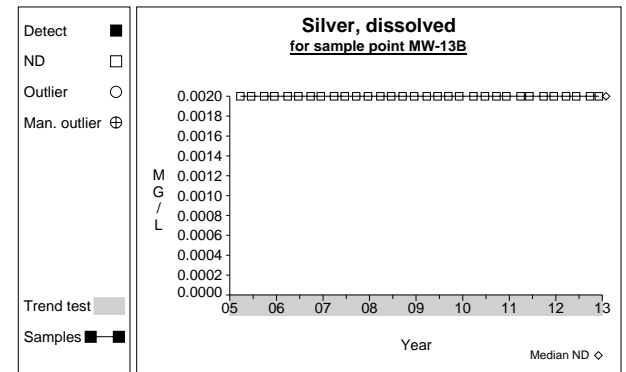 Detect
ND
Outlier
Man. outlier
Trend test
Samples
Silver, dissolved
for sample point MW-13B
M
G
/
L
0.0020
0.0018
0.0016
0.0014
0.0012
0.0010
0.0008
0.0006
0.0004
0.0002
0.0000
05 06 07 08 09 10 11 12 13
Year
Median ND